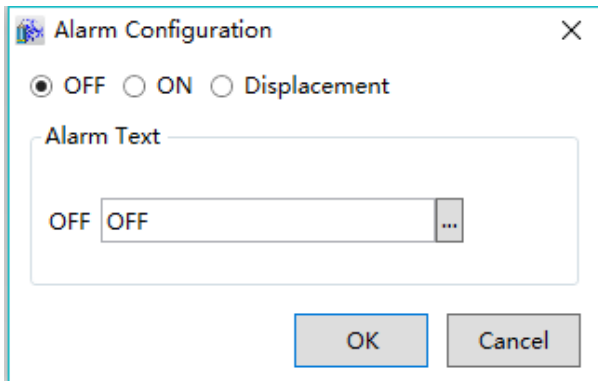 Alarm Configuration
OFF ON Displacement
Alarm Text
OFF OFF ...
OK Cancel